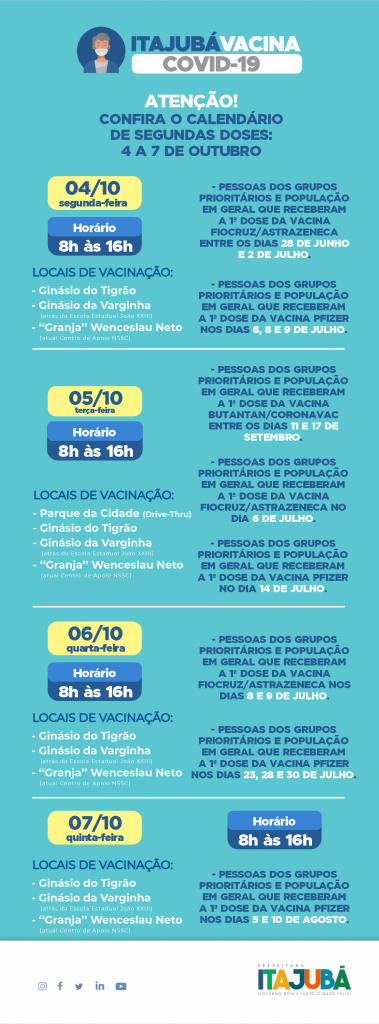 ITAJUBÁVACINA
COVID-19
ATENÇÃO!
CONFIRA O CALENDÁRIO
DE SEGUNDAS DOSES:
4 A 7 DE OUTUBRO
04/10
segunda-feira
Horário
8h às 16h
LOCAIS DE VACINAÇÃO:
- Ginásio do Tigrão
- Ginásio da Varginha
(atrás da Escola Estadual João XXIII)
- “Granja” Wenceslau Neto
(atual Centro de Apoio NSSC)
- PESSOAS DOS GRUPOS
PRIORITÁRIOS E POPULAÇÃO
EM GERAL QUE RECEBERAM
A 1ª DOSE DA VACINA
FIOCRUZ/ASTRAZENECA
ENTRE OS DIAS 28 DE JUNHO
E 2 DE JULHO.
- PESSOAS DOS GRUPOS
PRIORITÁRIOS E POPULAÇÃO
EM GERAL QUE RECEBERAM
A 1ª DOSE DA VACINA PFIZER
NOS DIAS 6, 8 E 9 DE JULHO.
05/10
terça-feira
Horário
8h às 16h
LOCAIS DE VACINAÇÃO:
- Parque da Cidade (Drive-Thru)
- Ginásio do Tigrão
- Ginásio da Varginha
(atrás da Escola Estadual João XXIII)
- “Granja” Wenceslau Neto
(atual Centro de Apoio NSSC)
- PESSOAS DOS GRUPOS
PRIORITÁRIOS E POPULAÇÃO
EM GERAL QUE RECEBERAM
A 1ª DOSE DA VACINA
BUTANTAN/CORONAVAC
ENTRE OS DIAS 11 E 17 DE
SETEMBRO.
- PESSOAS DOS GRUPOS
PRIORITÁRIOS E POPULAÇÃO
EM GERAL QUE RECEBERAM
A 1ª DOSE DA VACINA
FIOCRUZ/ASTRAZENECA NO
DIA 6 DE JULHO.
- PESSOAS DOS GRUPOS
PRIORITÁRIOS E POPULAÇÃO
EM GERAL QUE RECEBERAM
A 1ª DOSE DA VACINA PFIZER
NO DIA 14 DE JULHO.
06/10
quarta-feira
Horário
8h às 16h
LOCAIS DE VACINAÇÃO:
- Ginásio do Tigrão
- Ginásio da Varginha
(atrás da Escola Estadual João XXIII)
- “Granja” Wenceslau Neto
(atual Centro de Apoio NSSC)
- PESSOAS DOS GRUPOS
PRIORITÁRIOS E POPULAÇÃO
EM GERAL QUE RECEBERAM
A 1ª DOSE DA VACINA
FIOCRUZ/ASTRAZENECA NOS
DIAS 8 E 9 DE JULHO.
- PESSOAS DOS GRUPOS
PRIORITÁRIOS E POPULAÇÃO
EM GERAL QUE RECEBERAM
A 1ª DOSE DA VACINA PFIZER
NOS DIAS 23, 28 E 30 DE JULHO.
07/10
quinta-feira
Horário
8h às 16h
LOCAIS DE VACINAÇÃO:
- Ginásio do Tigrão
- Ginásio da Varginha
(atrás da Escola Estadual João XXIII)
- “Granja” Wenceslau Neto
(atual Centro de Apoio NSSC)
- PESSOAS DOS GRUPOS
PRIORITÁRIOS E POPULAÇÃO
EM GERAL QUE RECEBERAM
A 1ª DOSE DA VACINA PFIZER
NOS DIAS 5 E 10 DE AGOSTO.
PREFEITURA
ITAJUBÁ
GOVERNO BOM E JUSTO, CIDADE FELIZ!